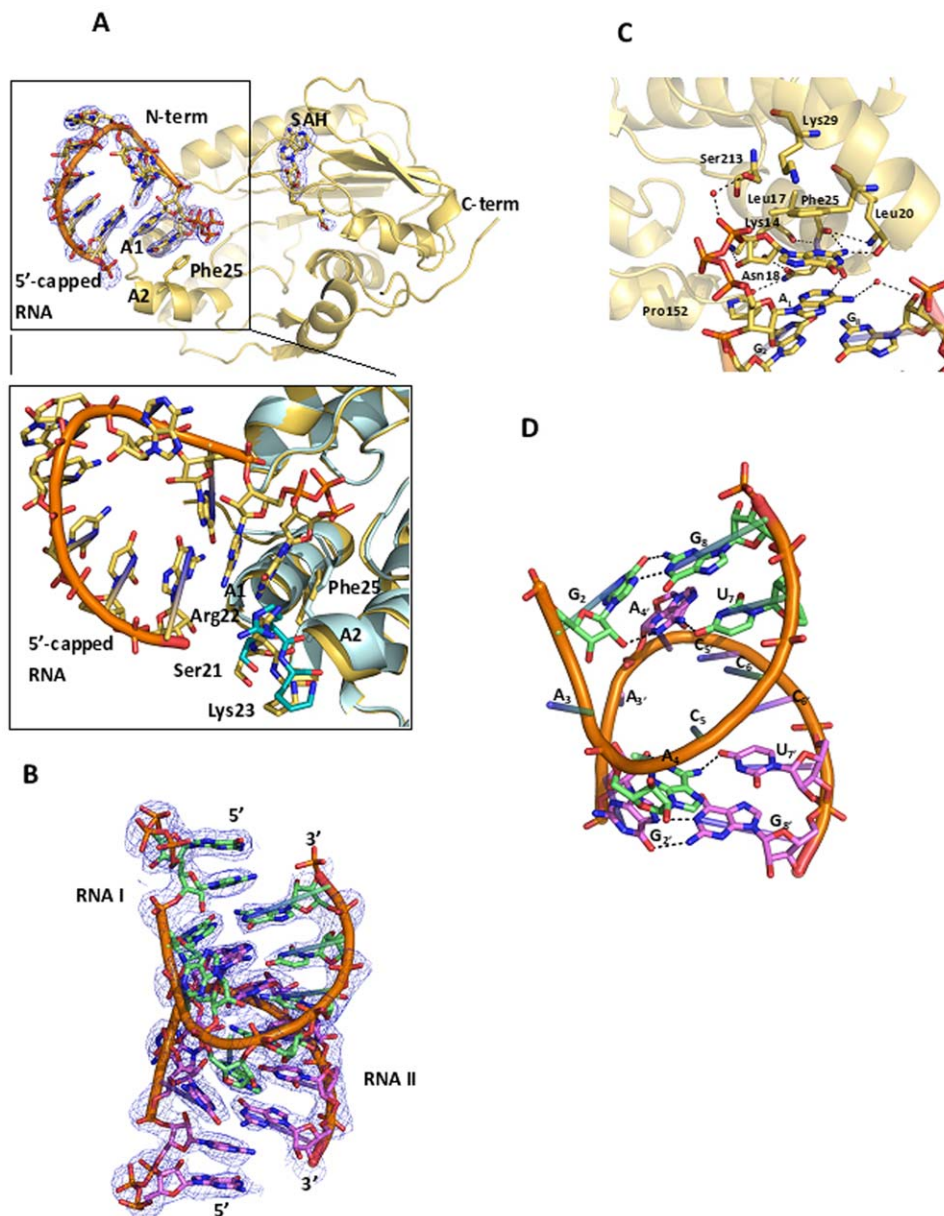 A
N-term
SAH
C-term
A1
Phe25
A2
5’-capped
RNA
A1
Phe25
Arg22
A2
5’-capped
RNA
Ser21
Lys23
B
5’
3’
RNA I
RNA II
3’
5’
C
Lys29
Ser213
Leu17
Phe25
Lys14
Leu20
Asn18
A1
Pro152
G2
G8
D
G8
G2
A4’
U7
C5’
C6
A3
A3’
C6’
C5
U7’
A4
G2’
G8’